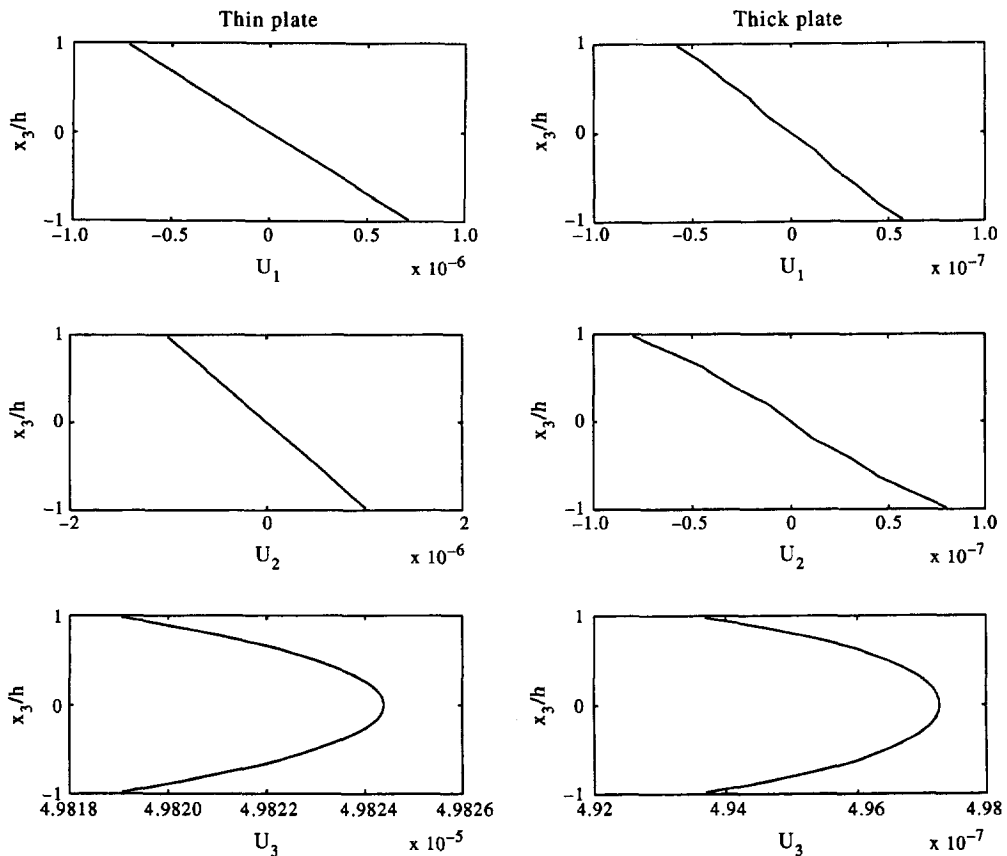 Thin plate
Thick plate
1
0
-1
x₃/h
-1.0 -0.5 0 0.5 1.0
U₁ x 10⁻⁶
1
0
-1
x₃/h
-1.0 -0.5 0 0.5 1.0
U₁ x 10⁻⁷
1
0
-1
x₃/h
-2 -1 0 1 2
U₂ x 10⁻⁶
1
0
-1
x₃/h
-1.0 -0.5 0 0.5 1.0
U₂ x 10⁻⁷
1
0
-1
x₃/h
4.9818 4.9820 4.9822 4.9824 4.9826
U₃ x 10⁻⁵
1
0
-1
x₃/h
4.92 4.94 4.96 4.98
U₃ x 10⁻⁷